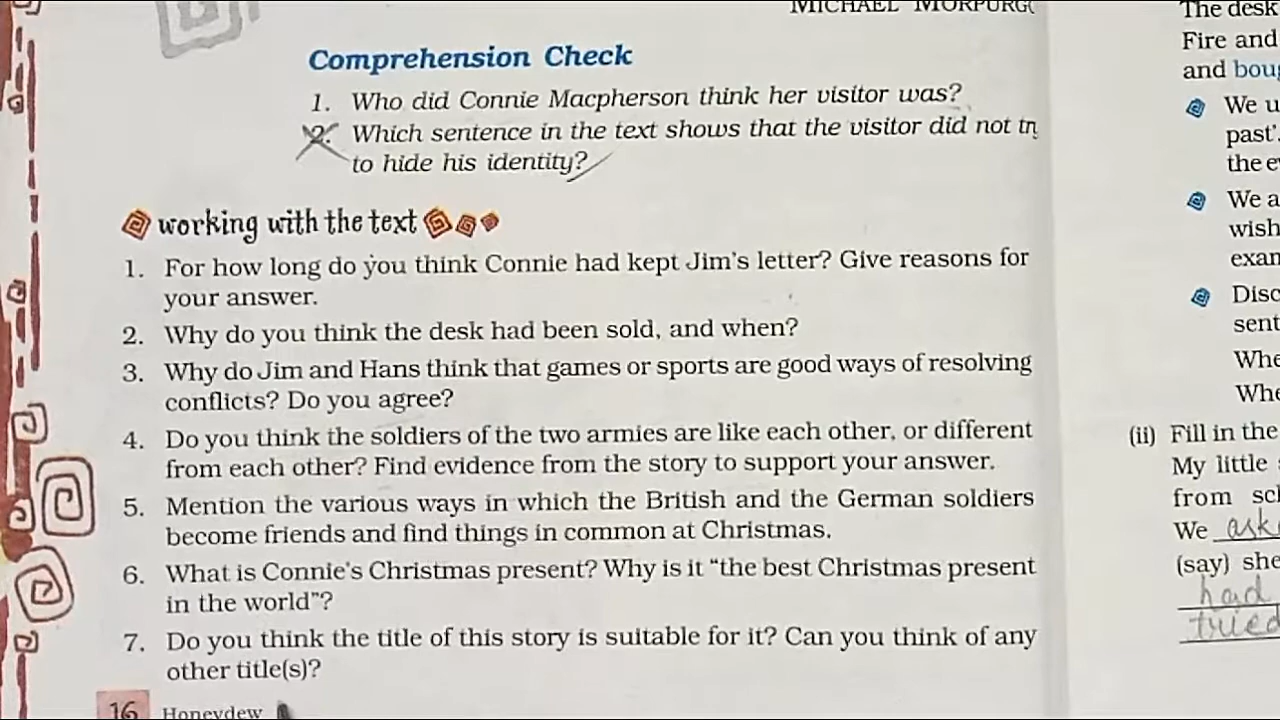 MICHAEL MORPURGO
Comprehension Check
1. Who did Connie Macpherson think her visitor was?
2. Which sentence in the text shows that the visitor did not
to hide his identity?
working with the text
1. For how long do you think Connie had kept Jim's letter? Give reasons for
your answer.
2. Why do you think the desk had been sold, and when?
3. Why do Jim and Hans think that games or sports are good ways of resolving
conflicts? Do you agree?
4. Do you think the soldiers of the two armies are like each other, or different
from each other? Find evidence from the story to support your answer.
5. Mention the various ways in which the British and the German soldiers
become friends and find things in common at Christmas.
6. What is Connie's Christmas present? Why is it “the best Christmas present
in the world”?
7. Do you think the title of this story is suitable for it? Can you think of any
other title(s)?
16 Honeydew
The desk
Fire and
and
We
past'.
We
wish
(ii) Fill in the
My little
from
We
(say) she
had
tried